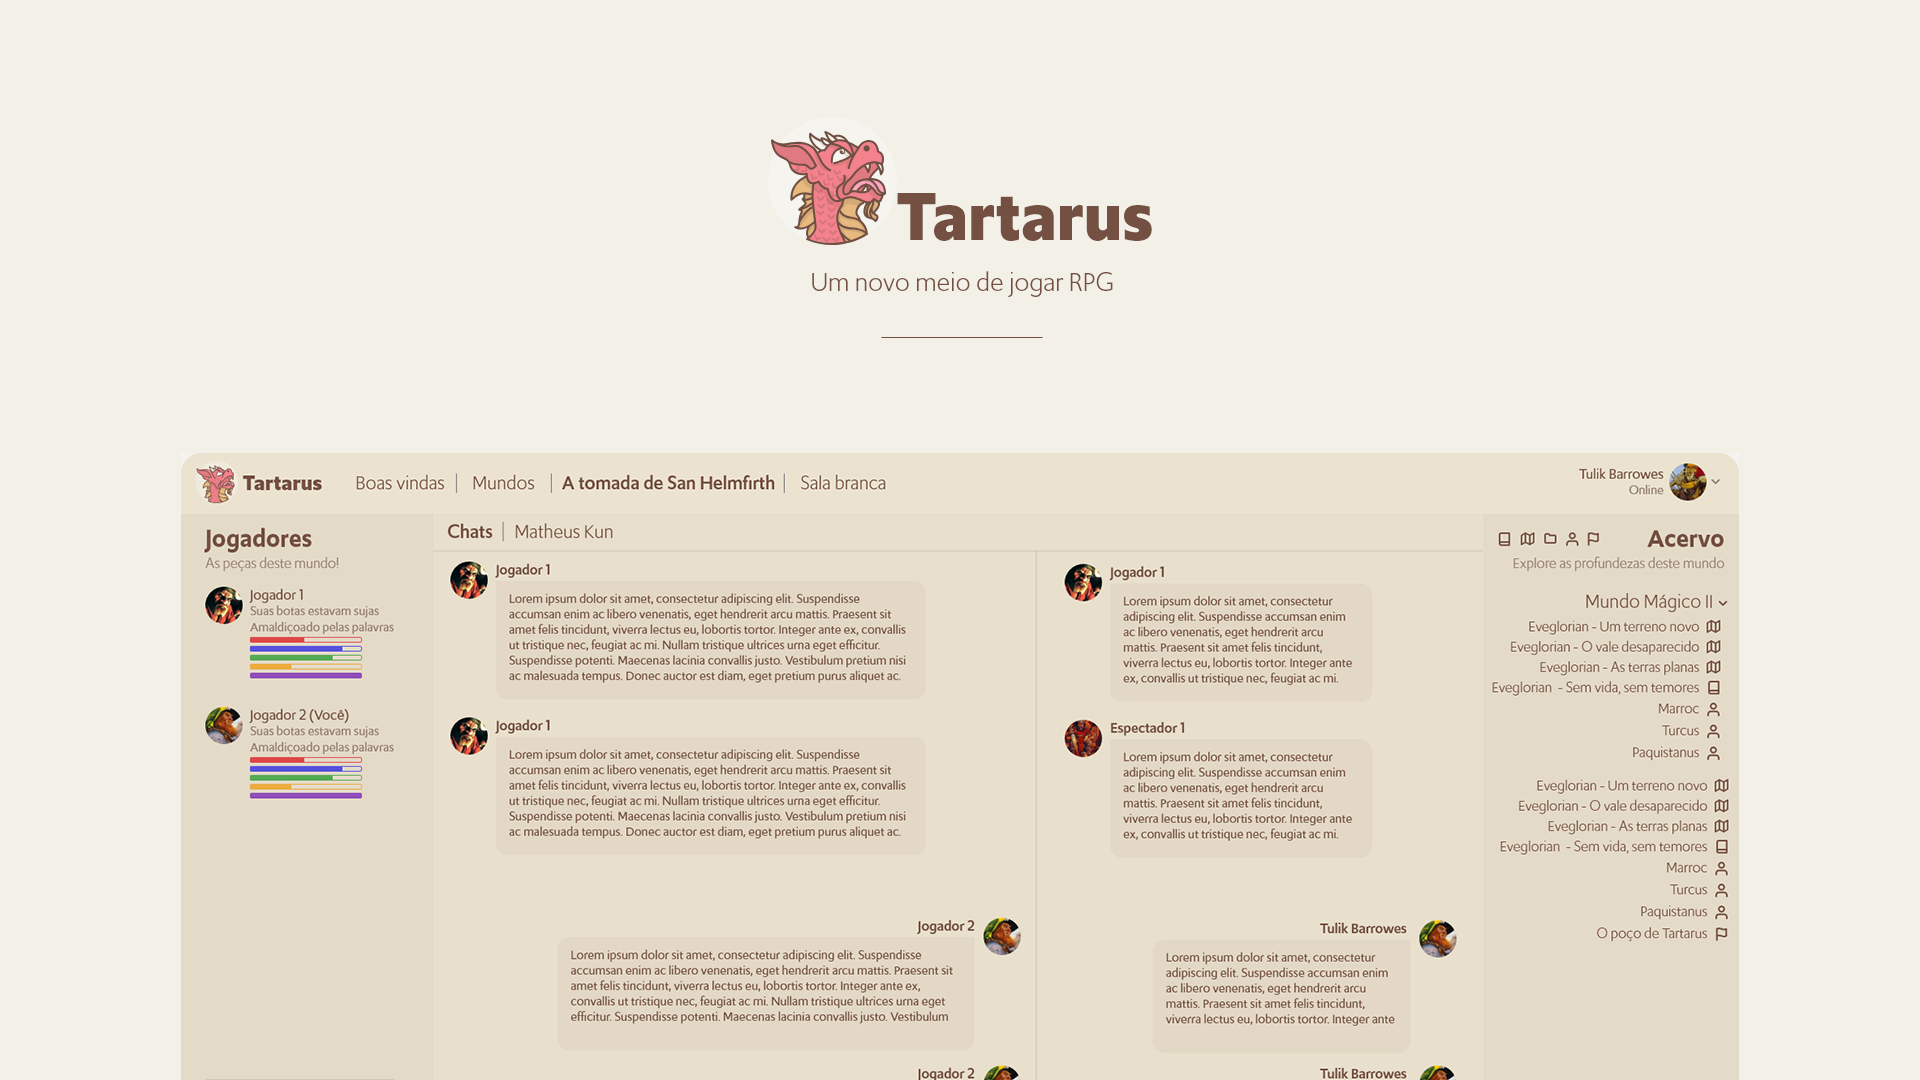 Tartarus
Um novo meio de jogar RPG
Tartarus
Boas vindas
Mundos
A tomada de San Helmfirth
Sala branca
Tulik Barrowes
Online
Jogadores
As peças deste mundo!
Jogador 1
Suas botas estavam sujas
Amaldiçoado pelas palavras
Jogador 2 (Você)
Suas botas estavam sujas
Amaldiçoado pelas palavras
Chats
Matheus Kun
Jogador 1
Lorem ipsum dolor sit amet, consectetur adipiscing elit. Suspendisse
accumsan enim ac libero venenatis, eget hendrerit arcu mattis. Praesent sit
amet felis tincidunt, viverra lectus eu, lobortis tortor. Integer ante ex, convallis
ut tristique nec, feugiat ac mi. Nullam tristique ultrices urna eget efficitur.
Suspendisse potenti. Maecenas lacinia convallis justo. Vestibulum pretium nisi
ac malesuada tempus. Donec auctor est diam, eget pretium purus aliquet ac.
Jogador 1
Lorem ipsum dolor sit amet, consectetur adipiscing elit. Suspendisse
accumsan enim ac libero venenatis, eget hendrerit arcu mattis. Praesent sit
amet felis tincidunt, viverra lectus eu, lobortis tortor. Integer ante ex, convallis
ut tristique nec, feugiat ac mi. Nullam tristique ultrices urna eget efficitur.
Suspendisse potenti. Maecenas lacinia convallis justo. Vestibulum pretium nisi
ac malesuada tempus. Donec auctor est diam, eget pretium purus aliquet ac.
Jogador 2
Lorem ipsum dolor sit amet, consectetur adipiscing elit. Suspendisse
accumsan enim ac libero venenatis, eget hendrerit arcu mattis. Praesent sit
amet felis tincidunt, viverra lectus eu, lobortis tortor. Integer ante ex,
convallis ut tristique nec, feugiat ac mi. Nullam tristique ultrices urna eget
efficitur. Suspendisse potenti. Maecenas lacinia convallis justo. Vestibulum
Jogador 2
Jogador 1
Lorem ipsum dolor sit amet, consectetur
adipiscing elit. Suspendisse accumsan enim
ac libero venenatis, eget hendrerit arcu
mattis. Praesent sit amet felis tincidunt,
viverra lectus eu, lobortis tortor. Integer ante
ex, convallis ut tristique nec, feugiat ac mi.
Espectador 1
Lorem ipsum dolor sit amet, consectetur
adipiscing elit. Suspendisse accumsan enim
ac libero venenatis, eget hendrerit arcu
mattis. Praesent sit amet felis tincidunt,
viverra lectus eu, lobortis tortor. Integer ante
ex, convallis ut tristique nec, feugiat ac mi.
Tulik Barrowes
Lorem ipsum dolor sit amet, consectetur
adipiscing elit. Suspendisse accumsan enim
ac libero venenatis, eget hendrerit arcu
mattis. Praesent sit amet felis tincidunt,
viverra lectus eu, lobortis tortor. Integer ante
Tulik Barrowes
Acervo
Explore as profundezas deste mundo
Mundo Mágico II
Eveglorian - Um terreno novo
Eveglorian - O vale desaparecido
Eveglorian - As terras planas
Eveglorian - Sem vida, sem temores
Marroc
Turcus
Paquistanus
Eveglorian - Um terreno novo
Eveglorian - O vale desaparecido
Eveglorian - As terras planas
Eveglorian - Sem vida, sem temores
Marroc
Turcus
Paquistanus
O poço de Tartarus